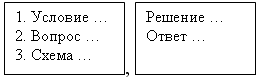 1. Условие ...
2. Вопрос ...
3. Схема ...
,
Решение ...
Ответ ...